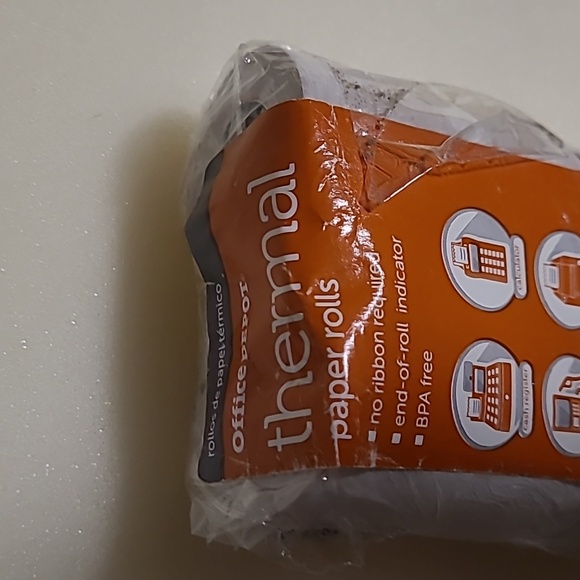 rollos de papel térmico
Office DEPOT
thermal
paper rolls
no ribbon required
end-of-roll indicator
BPA free
calculator
cash register